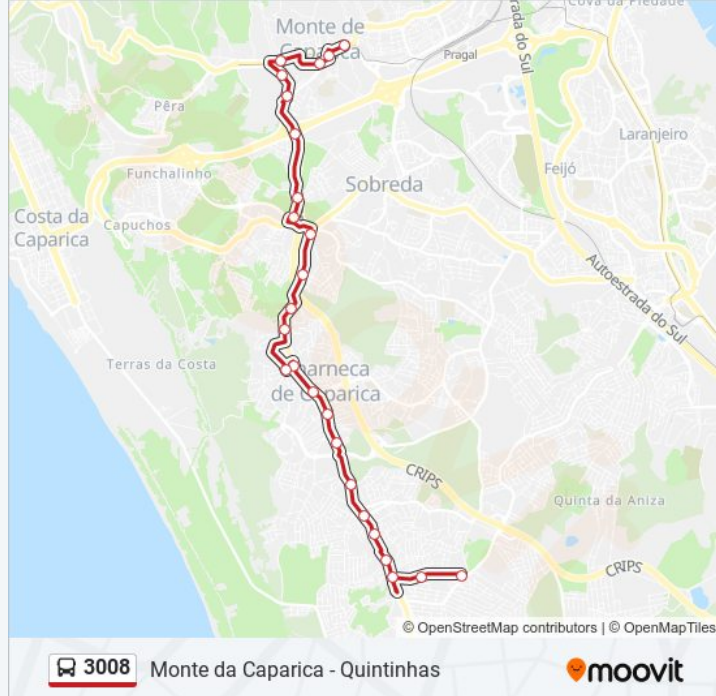 Cova da Piedade
Monte de
Caparica
Pragal
rada do Sul
Pêra
Laranjeiro
Funchalinho
Feijó
Sobreda
Costa da
Caparica
Capuchos
Autoestrada do Sul
Terras da Costa
harneca
de Caparica
CRIPS
Quinta da Aniza
CRIPS
© OpenStreetMap contributors | © OpenMapTiles
3008 Monte da Caparica - Quintinhas
moovit